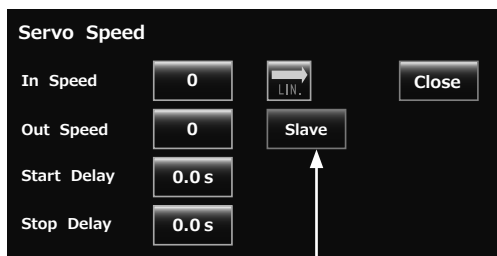 Servo Speed
In Speed 0 LIN. Close
Out Speed 0 Slave
Start Delay 0.0 s
Stop Delay 0.0 s